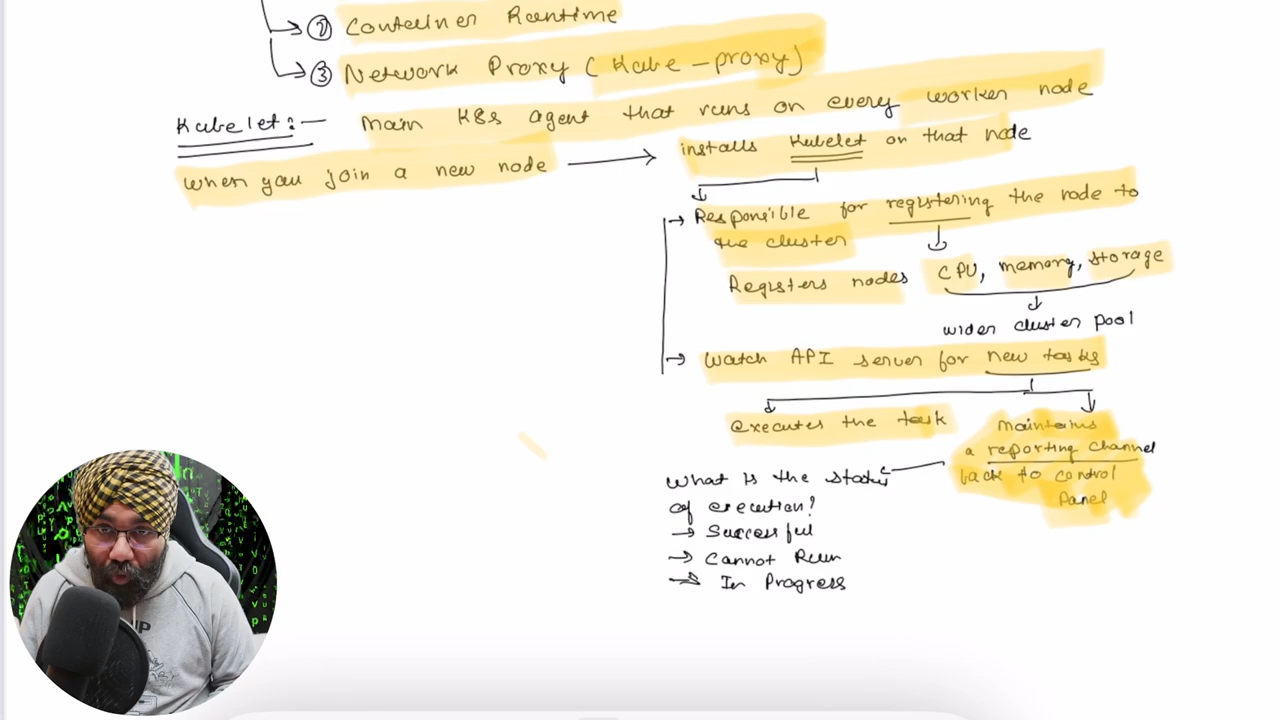 ② Container Runtime
③ Network Proxy (Kube-proxy)
Kubelet:- main K8s agent that runs on every worker node
when you join a new node → installs Kubelet on that node
→ Responsible for registering the node to
the cluster
Registers nodes CPU, memory, storage
wider cluster pool
→ Watch API server for new tasks
executes the task
maintains
a reporting channel
back to control
Panel
What is the status
of execution?
→ Successful
→ Cannot Run
→ In Progress